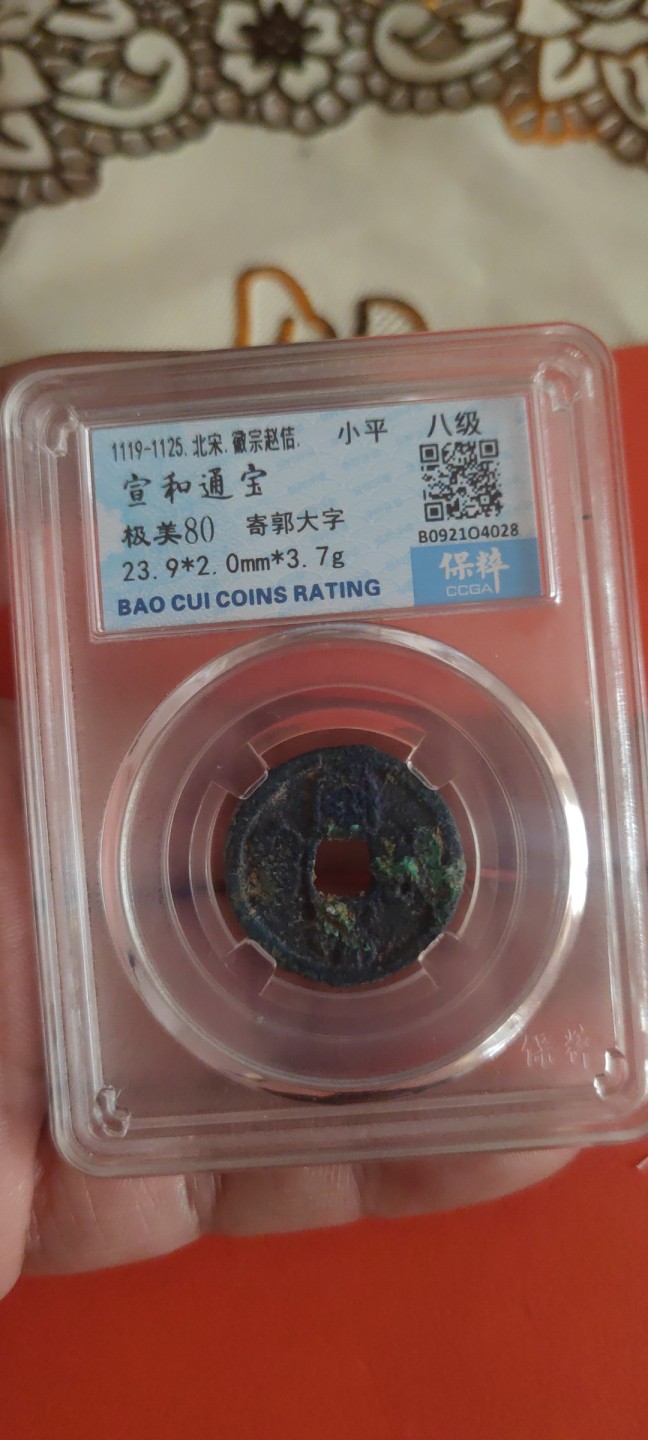 1119-1125. 北宋. 徽宗赵佶. 小平 八级
宣和通宝
极美80 寄郭大字
B092104028
23.9*2.0mm*3.7g
保粹
CCGA
BAO CUI COINS RATING
保粹